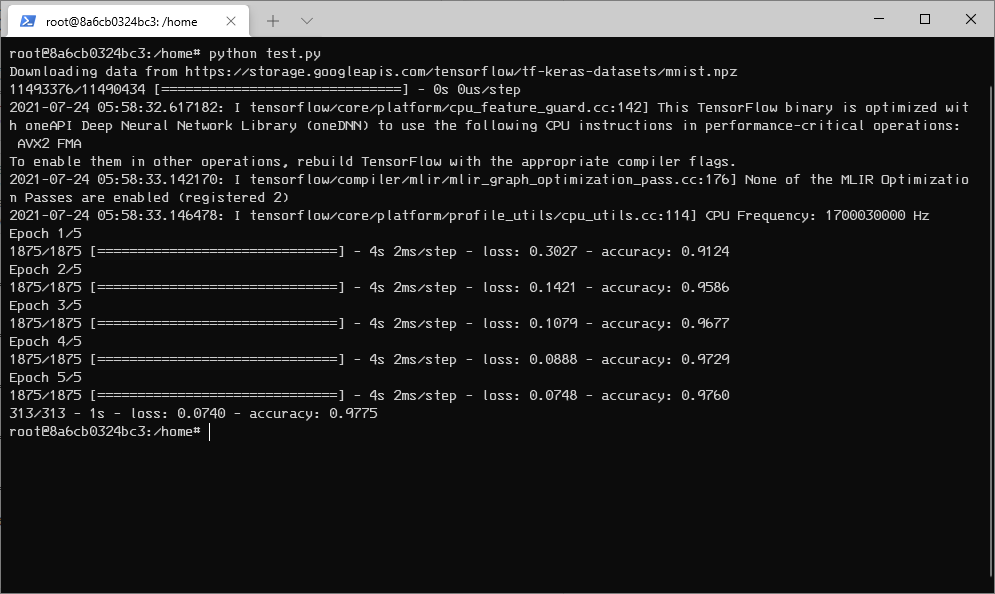 root@8a6cb0324bc3: /home
root@8a6cb0324bc3:/home# python test.py
Downloading data from https://storage.googleapis.com/tensorflow/tf-keras-datasets/mnist.npz
11493376/11490434 [==============================] - 0s 0us/step
2021-07-24 05:58:32.617182: I tensorflow/core/platform/cpu_feature_guard.cc:142] This TensorFlow binary is optimized wit
h oneAPI Deep Neural Network Library (oneDNN) to use the following CPU instructions in performance-critical operations:
 AVX2 FMA
To enable them in other operations, rebuild TensorFlow with the appropriate compiler flags.
2021-07-24 05:58:33.142170: I tensorflow/compiler/mlir/mlir_graph_optimization_pass.cc:176] None of the MLIR Optimizatio
n Passes are enabled (registered 2)
2021-07-24 05:58:33.146478: I tensorflow/core/platform/profile_utils/cpu_utils.cc:114] CPU Frequency: 1700030000 Hz
Epoch 1/5
1875/1875 [==============================] - 4s 2ms/step - loss: 0.3027 - accuracy: 0.9124
Epoch 2/5
1875/1875 [==============================] - 4s 2ms/step - loss: 0.1421 - accuracy: 0.9586
Epoch 3/5
1875/1875 [==============================] - 4s 2ms/step - loss: 0.1079 - accuracy: 0.9677
Epoch 4/5
1875/1875 [==============================] - 4s 2ms/step - loss: 0.0888 - accuracy: 0.9729
Epoch 5/5
1875/1875 [==============================] - 4s 2ms/step - loss: 0.0748 - accuracy: 0.9760
313/313 - 1s - loss: 0.0740 - accuracy: 0.9775
root@8a6cb0324bc3:/home#